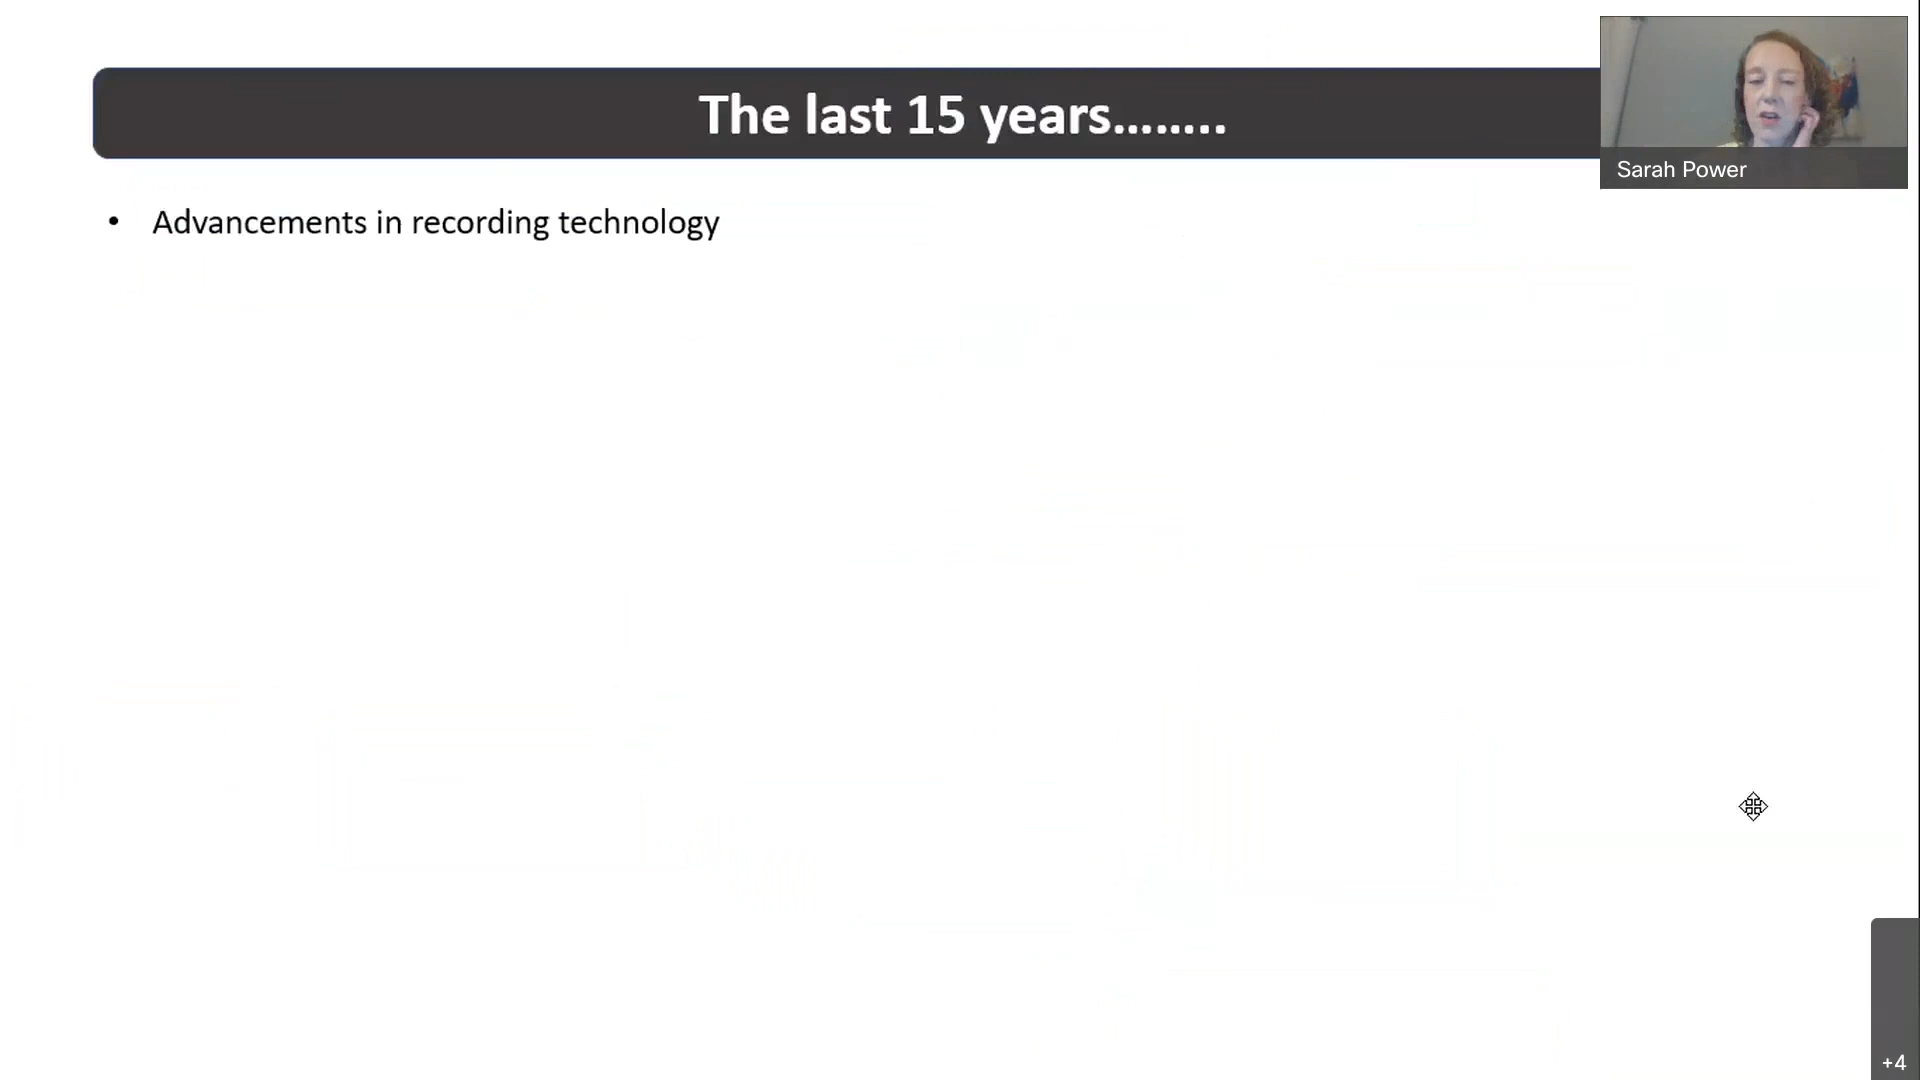 The last 15 years........
Sarah Power
• Advancements in recording technology
+4